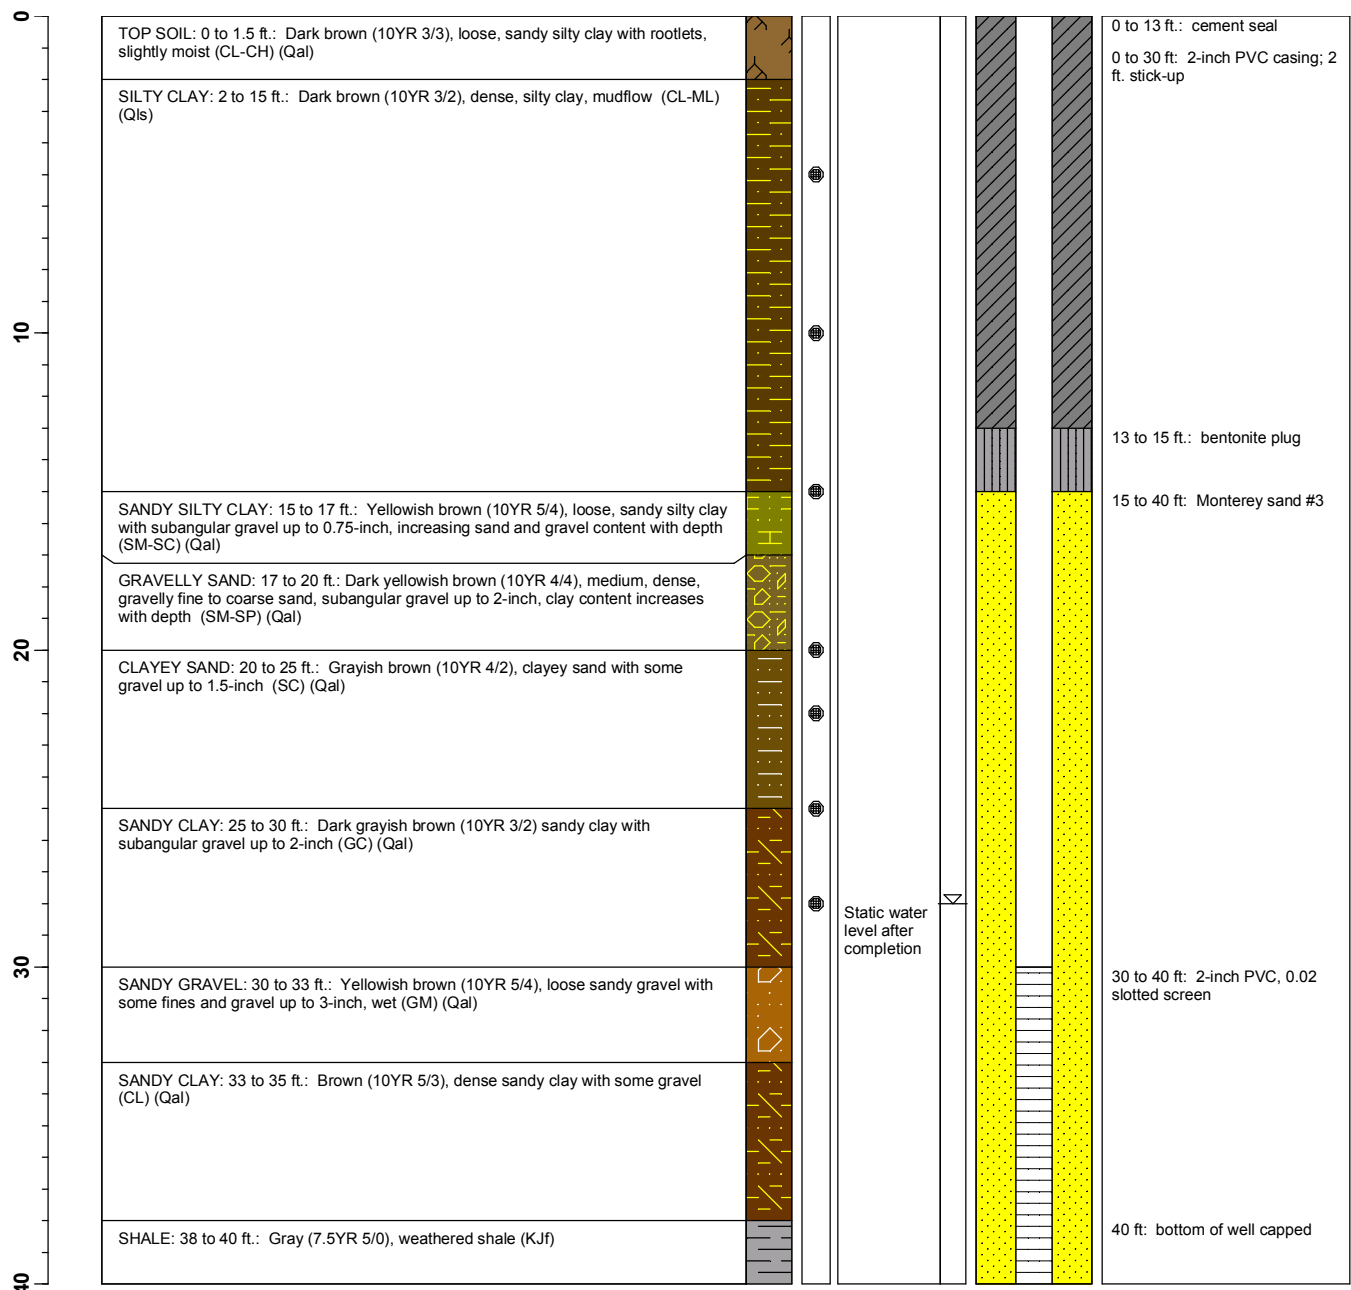 0
TOP SOIL: 0 to 1.5 ft.: Dark brown (10YR 3/3), loose, sandy silty clay with rootlets,
slightly moist (CL-CH) (Qal)
0 to 13 ft.: cement seal
0 to 30 ft: 2-inch PVC casing; 2
ft. stick-up
SILTY CLAY: 2 to 15 ft.: Dark brown (10YR 3/2), dense, silty clay, mudflow (CL-ML)
(Qls)
10
13 to 15 ft.: bentonite plug
SANDY SILTY CLAY: 15 to 17 ft.: Yellowish brown (10YR 5/4), loose, sandy silty clay
with subangular gravel up to 0.75-inch, increasing sand and gravel content with depth
(SM-SC) (Qal)
15 to 40 ft: Monterey sand #3
GRAVELLY SAND: 17 to 20 ft.: Dark yellowish brown (10YR 4/4), medium, dense,
gravelly fine to coarse sand, subangular gravel up to 2-inch, clay content increases
with depth (SM-SP) (Qal)
20
CLAYEY SAND: 20 to 25 ft.: Grayish brown (10YR 4/2), clayey sand with some
gravel up to 1.5-inch (SC) (Qal)
SANDY CLAY: 25 to 30 ft.: Dark grayish brown (10YR 3/2) sandy clay with
subangular gravel up to 2-inch (GC) (Qal)
Static water
level after
completion
30
SANDY GRAVEL: 30 to 33 ft.: Yellowish brown (10YR 5/4), loose sandy gravel with
some fines and gravel up to 3-inch, wet (GM) (Qal)
30 to 40 ft: 2-inch PVC, 0.02
slotted screen
SANDY CLAY: 33 to 35 ft.: Brown (10YR 5/3), dense sandy clay with some gravel
(CL) (Qal)
SHALE: 38 to 40 ft.: Gray (7.5YR 5/0), weathered shale (KJf)
40 ft: bottom of well capped
40